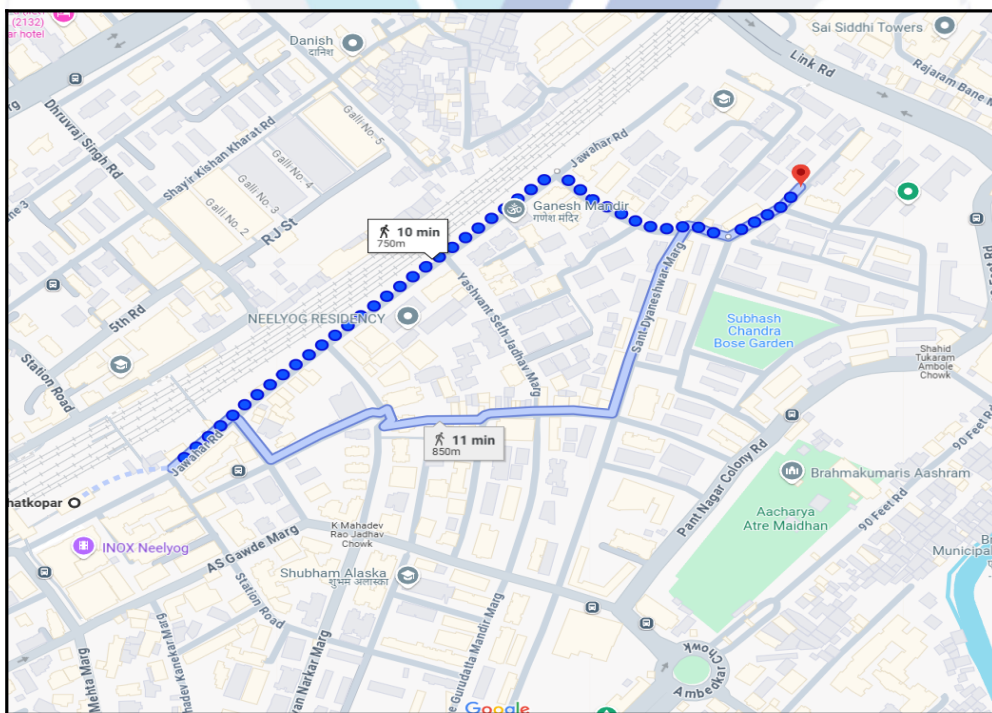 (2132)
ar hotel
Danish
दानिश
Sai Siddhi Towers
Link Rd
Rajaram Bane M
Dhruvraj Singh Rd
Galli No. 5
Shayir Kishan Kharat Rd
Galli No. 4
Galli No. 3
Galli No. 2
RJ St
Jawahar Rd
Ganesh Mandir
गणेश मंदिर
10 min
750m
Yashvant Seth Jadhav Marg
Sant-Dyaneshwar-Marg
5th Rd
NEELYOG RESIDENCY
Subhash
Chandra
Bose Garden
Station Road
Shahid
Tukaram
Ambole
Chowk
11 min
850m
Jawahar Rd
90 Feet Rd
Pant Nagar Colony Rd
Brahmakumaris Aashram
hatkopar
Aacharya
Atre Maidhan
90 Feet Rd
INOX Neelyog
AS Gawde Marg
K Mahadev
Rao Jadhav
Chowk
Municipal
Shubham Alaska
शुभम अलास्का
Station Road
Mehta Marg
hadev Kanekar Marg
van Narkar Marg
e Gurudatta Mandir Marg
Ambedkar Chowk
Google